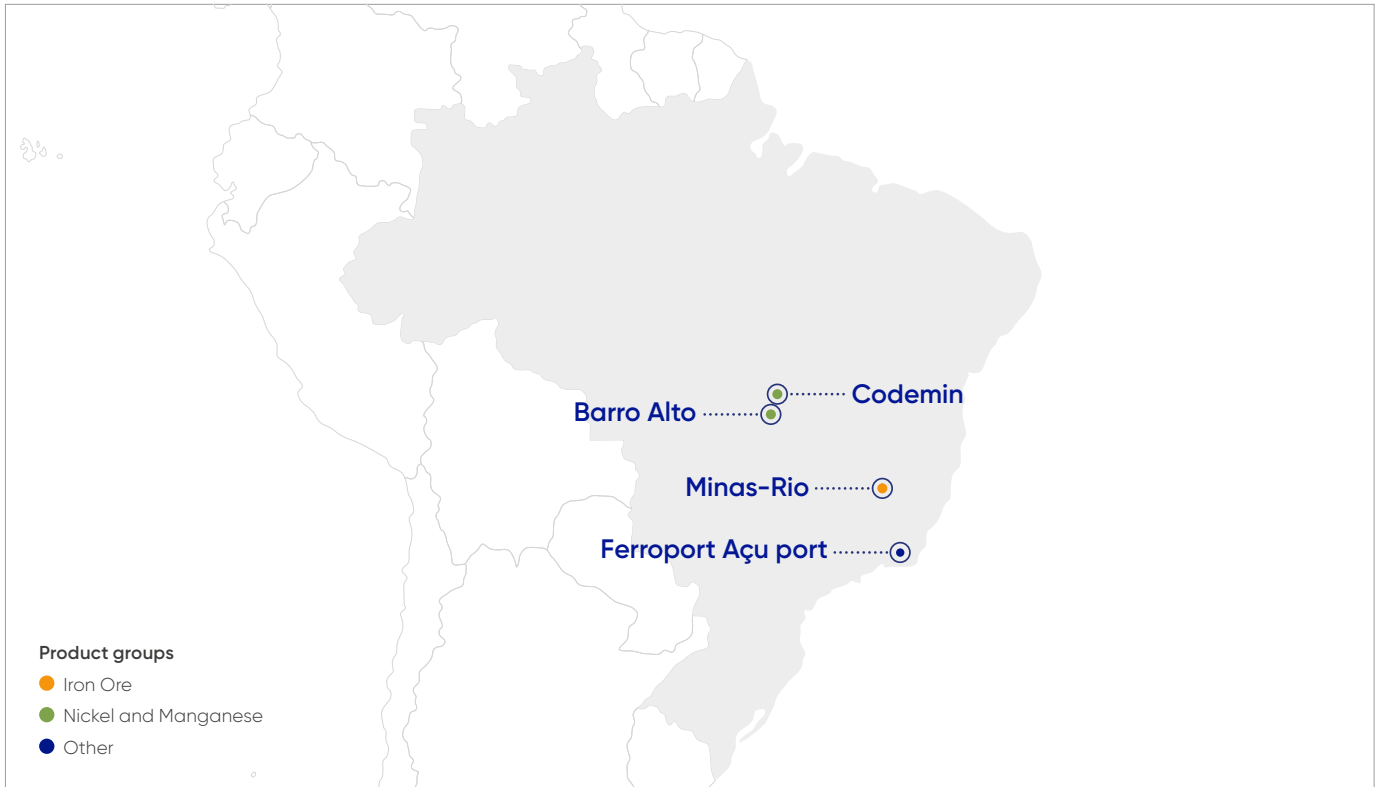 Codemin
Barro Alto
Minas-Rio
Ferroport Açu port
Product groups
Iron Ore
Nickel and Manganese
Other